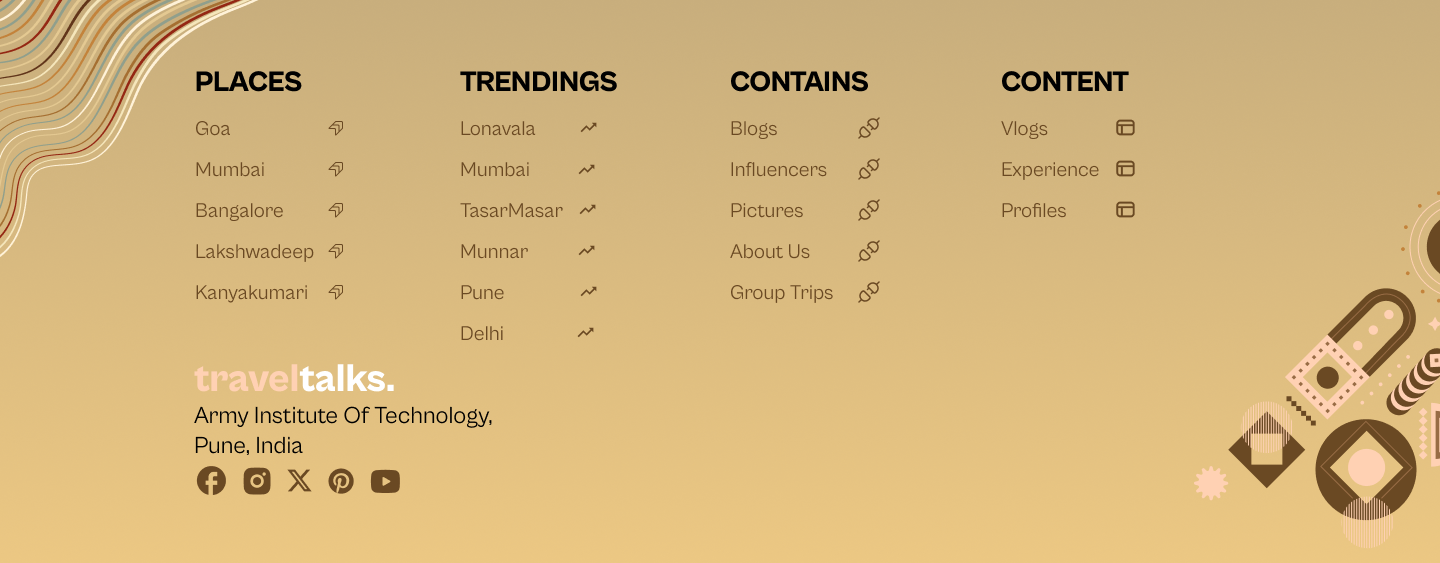 PLACES
Goa
Mumbai
Bangalore
Lakshwadeep
Kanyakumari
TRENDINGS
Lonavala
Mumbai
TasarMasar
Munnar
Pune
Delhi
CONTAINS
Blogs
Influencers
Pictures
About Us
Group Trips
CONTENT
Vlogs
Experience
Profiles
traveltalks.
Army Institute Of Technology,
Pune, India